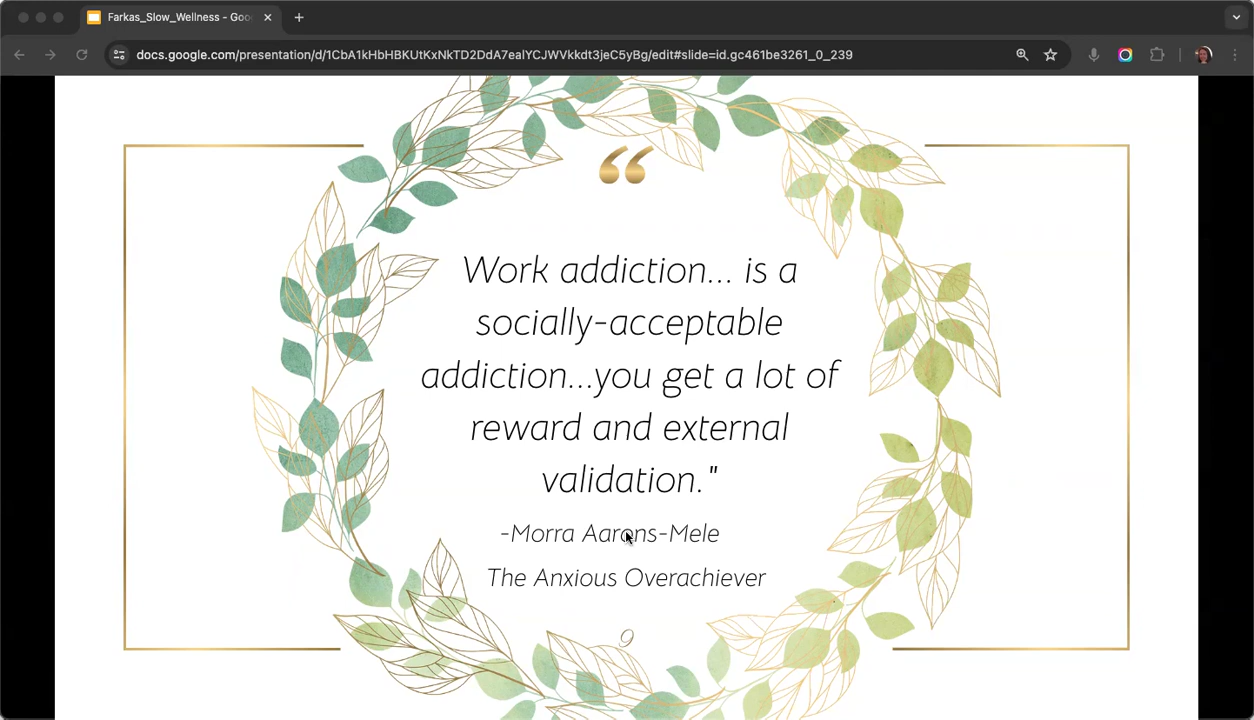 Farkas_Slow_Wellness - Goo
docs.google.com/presentation/d/1CbA1kHbHBKUtKxNkTD2DdA7ealYCJWVkkdt3jeC5yBg/edit#slide=id.gc461be3261_0_239
“
Work addiction... is a
socially-acceptable
addiction...you get a lot of
reward and external
validation."
-Morra Aarons-Mele
The Anxious Overachiever
9